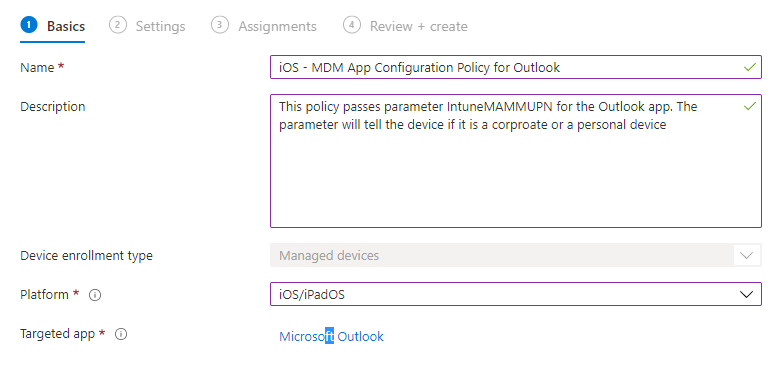 1 Basics 2 Settings 3 Assignments 4 Review + create
Name * iOS - MDM App Configuration Policy for Outlook
Description This policy passes parameter IntuneMAMMUPN for the Outlook app. The
parameter will tell the device if it is a corproate or a personal device
Device enrollment type Managed devices
Platform * iOS/iPadOS
Targeted app * Microsoft Outlook